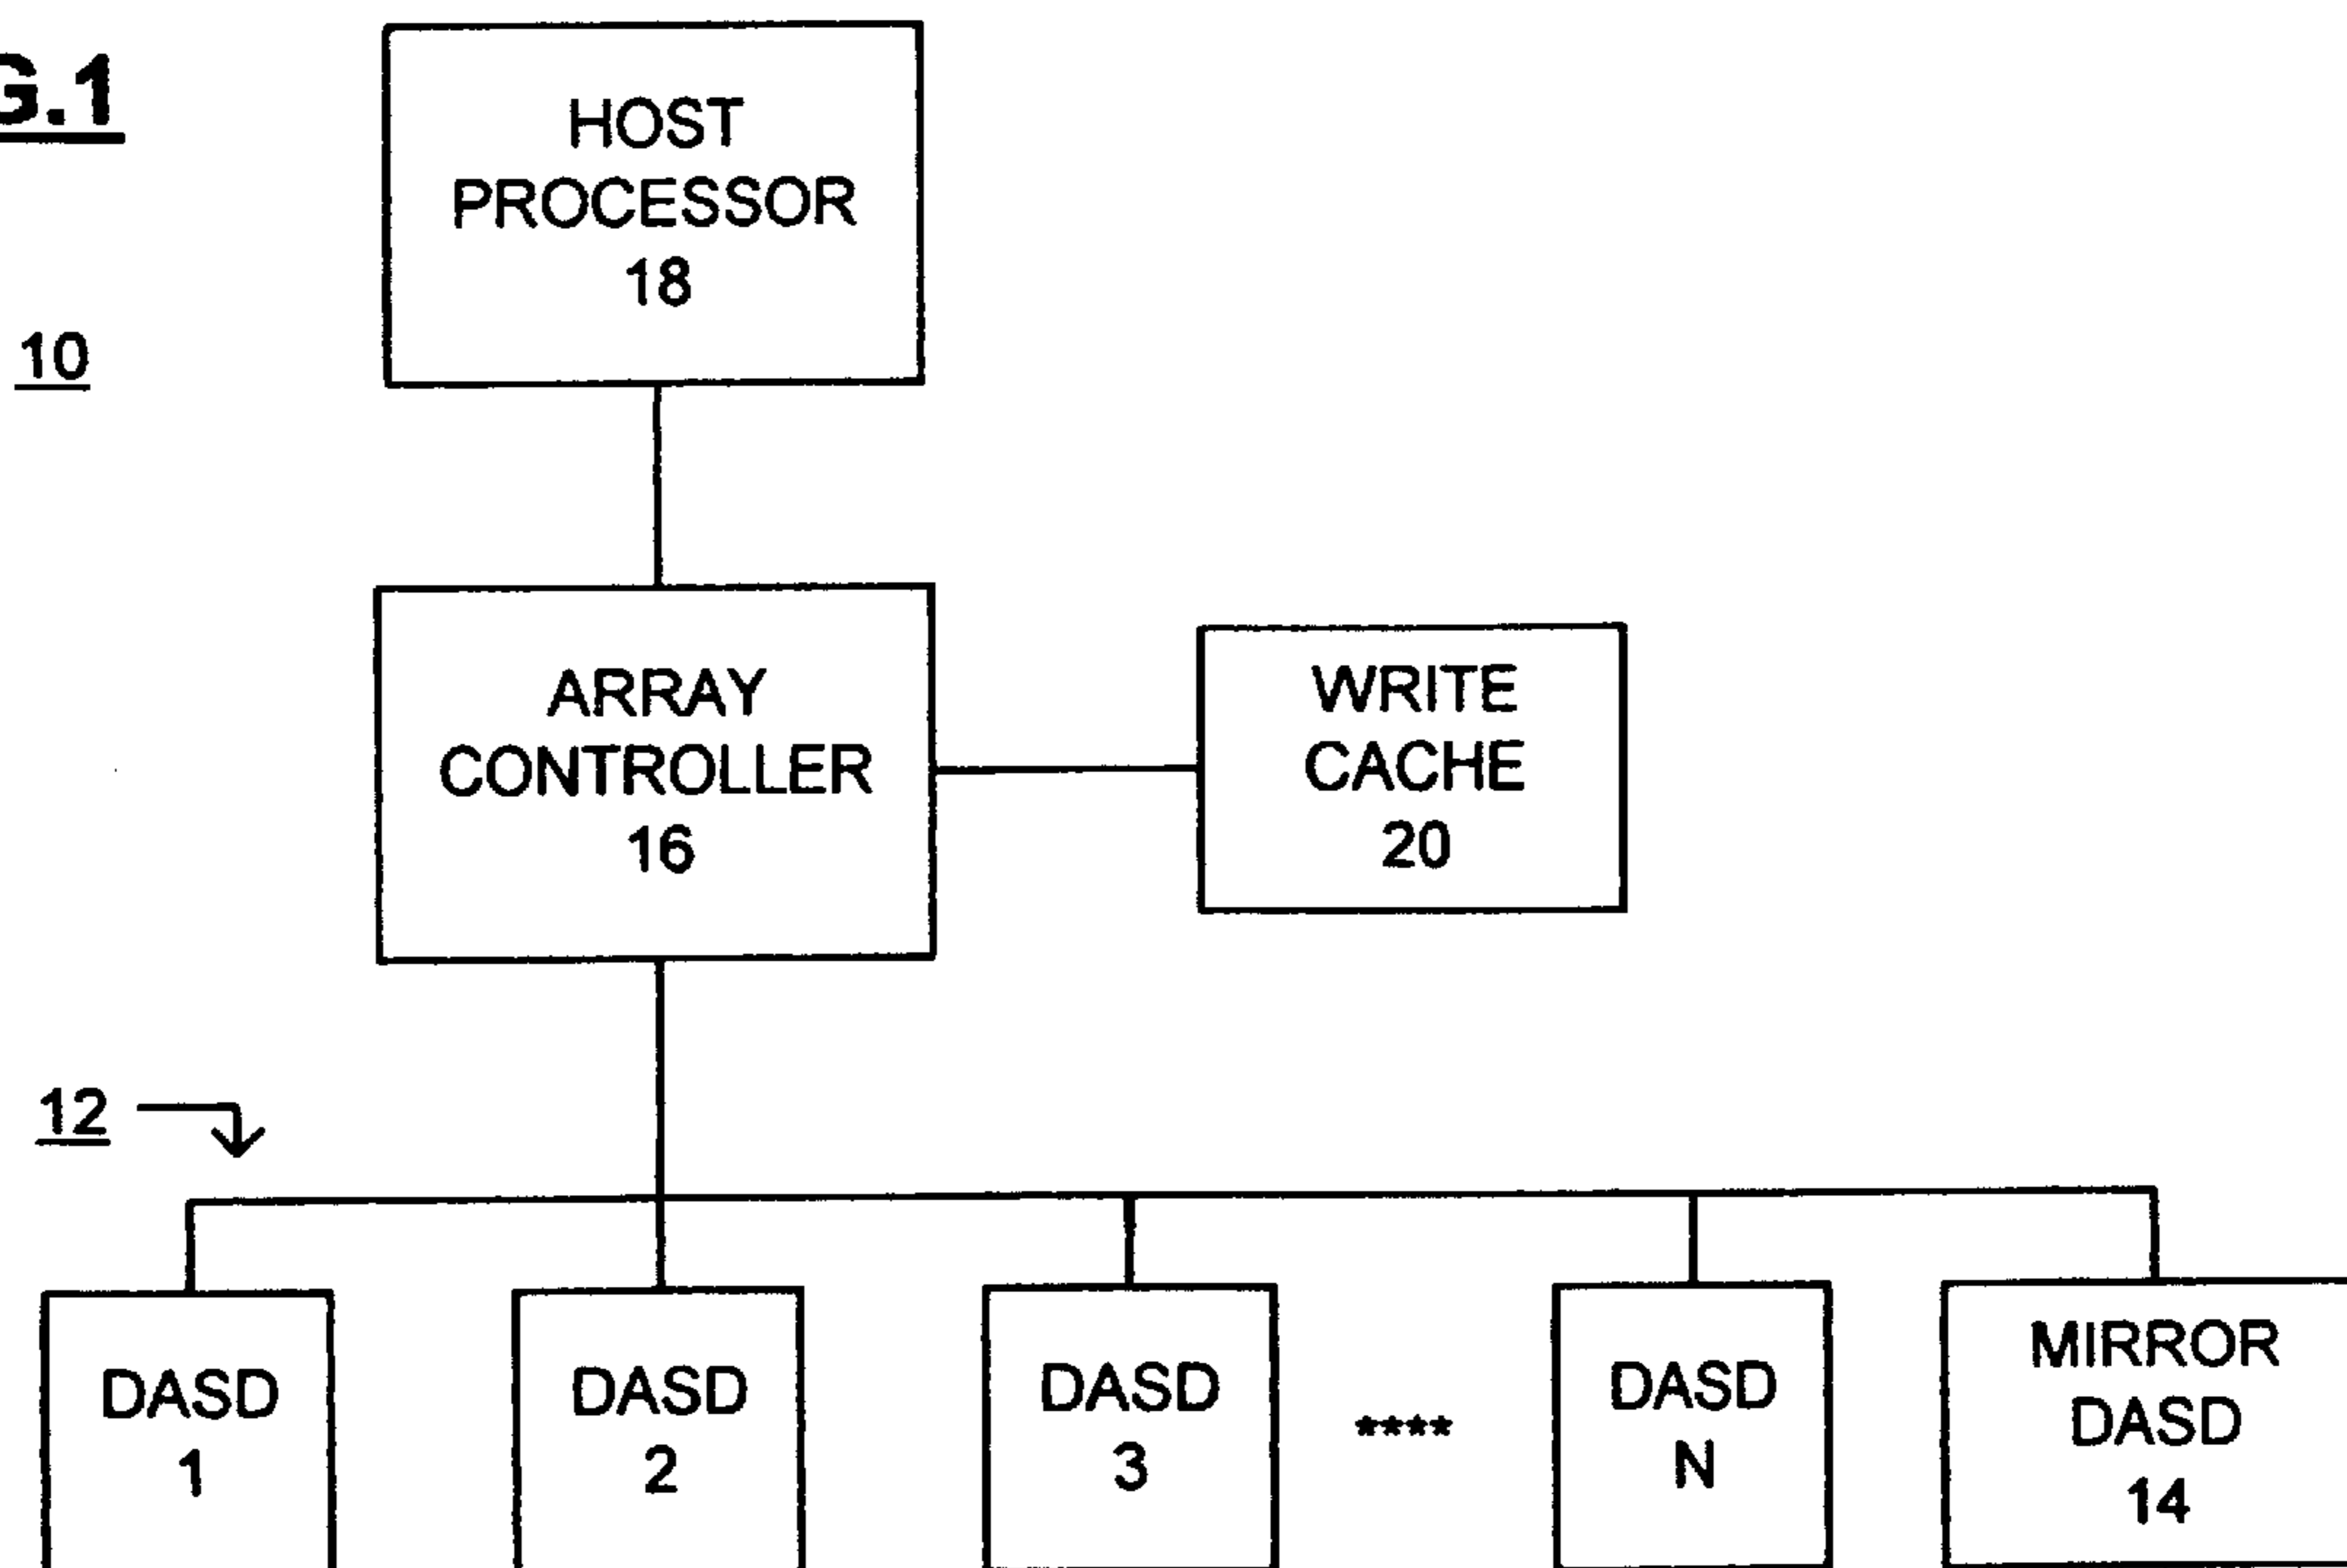 G.1
HOST
PROCESSOR
18
10
ARRAY
CONTROLLER
16
WRITE
CACHE
20
12
DASD
1
DASD
2
DASD
3
****
DASD
N
MIRROR
DASD
14